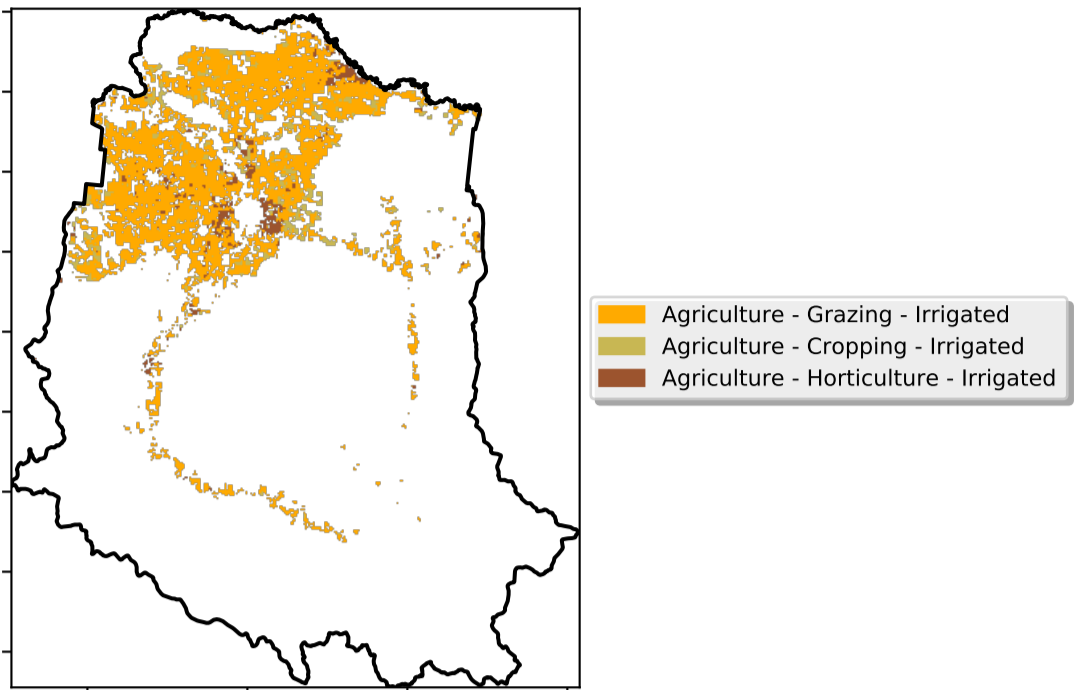 Agriculture - Grazing - Irrigated
Agriculture - Cropping - Irrigated
Agriculture - Horticulture - Irrigated